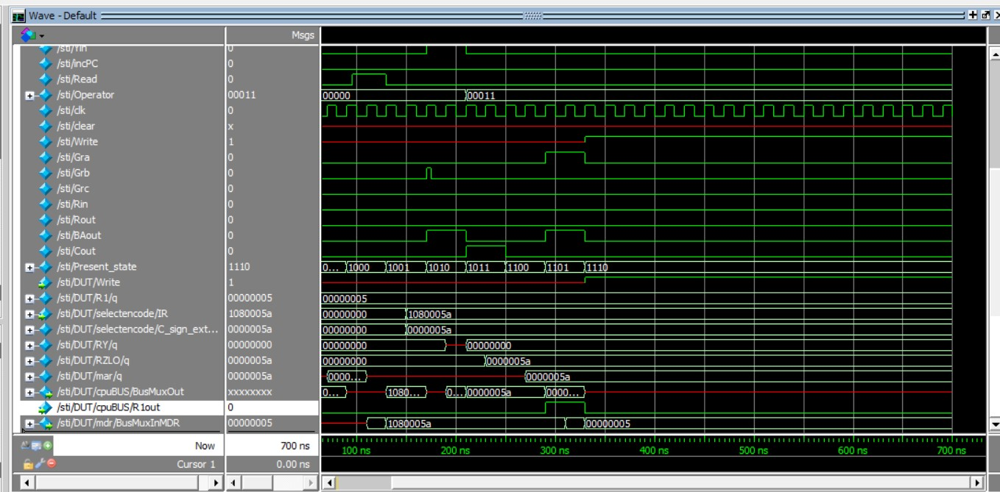 Wave - Default
Msgs
/sti/Yin 0
/sti/incPC 0
/sti/Read 0
/sti/Operator 00011 00000 00011
/sti/clk 0
/sti/clear x
/sti/Write 1
/sti/Gra 0
/sti/Grb 0
/sti/Grc 0
/sti/Rin 0
/sti/Rout 0
/sti/BAout 0
/sti/Cout 0
/sti/Present_state 1110 0... 1000 1001 1010 1011 1100 1101 1110
/sti/DUT/Write 1
/sti/DUT/R1/q 00000005 00000005
/sti/DUT/selectencode/IR 1080005a 00000000 1080005a
/sti/DUT/selectencode/C_sign_ext... 0000005a 00000000 0000005a
/sti/DUT/RY/q 00000000 00000000 00000000
/sti/DUT/RZLO/q 0000005a 00000000 0000005a
/sti/DUT/mar/q 0000005a 0000... 0000005a
/sti/DUT/cpuBUS/BusMuxOut xxxxxxxx 0... 1080... 0... 0000005a 0000...
/sti/DUT/cpuBUS/R1out 0
/sti/DUT/mdr/BusMuxInMDR 00000005 1080005a 00000005
Now 700 ns 100 ns 200 ns 300 ns 400 ns 500 ns 600 ns 700 ns
Cursor 1 0.00 ns